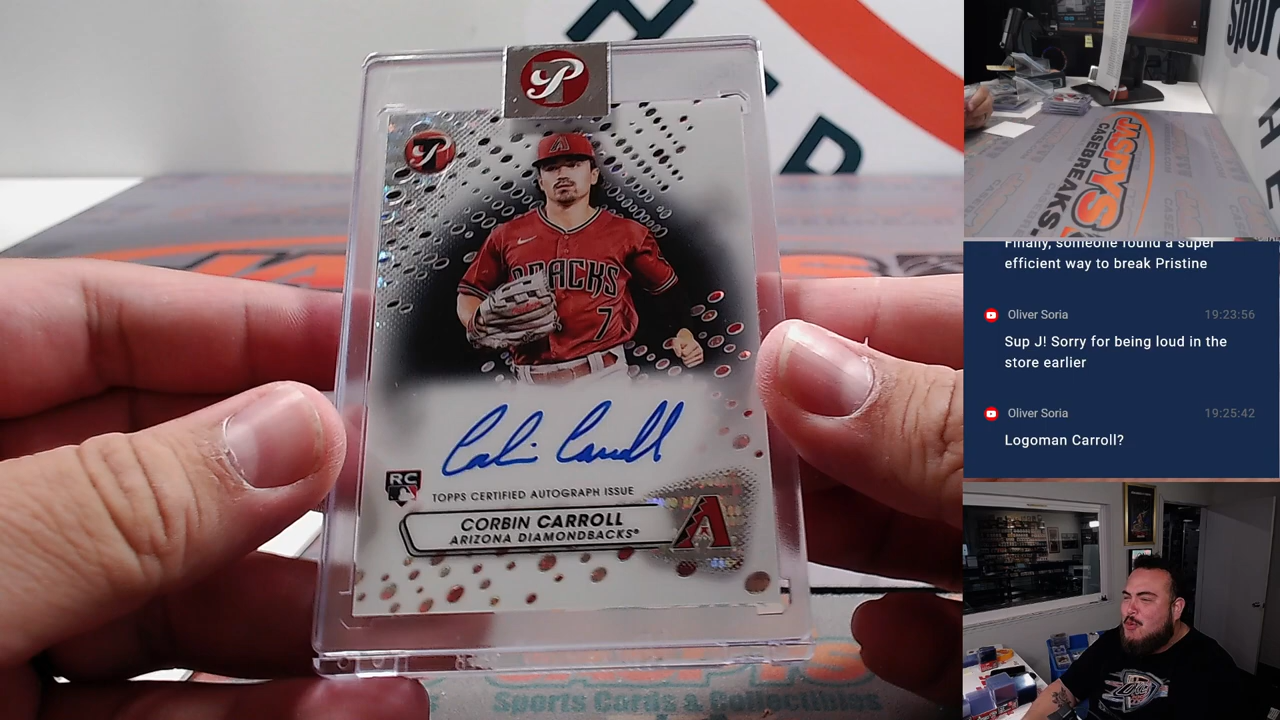 DBACKS
7
Colin Carroll
RC
TOPPS CERTIFIED AUTOGRAPH ISSUE
CORBIN CARROLL
ARIZONA DIAMONDBACKS®
Sports Cards & Collectibles
JASPYS
CASEBREAKS
Finally, someone found a super
efficient way to break Pristine
Oliver Soria 19:23:56
Sup J! Sorry for being loud in the
store earlier
Oliver Soria 19:25:42
Logoman Carroll?